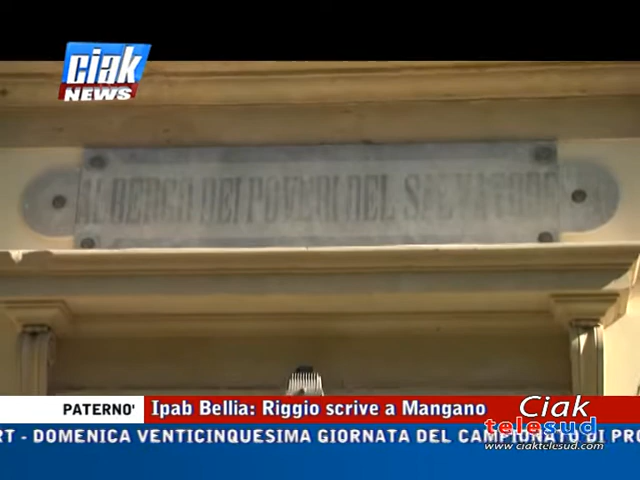 ciak
NEWS
ALBERGO DEI POVERI DEL SALVATORE
PATERNO' Ipab Bellia: Riggio scrive a Mangano
Ciak
telesud
www.ciaktelesud.com
RT - DOMENICA VENTICINQUESIMA GIORNATA DEL CAMPIONATO DI PRO